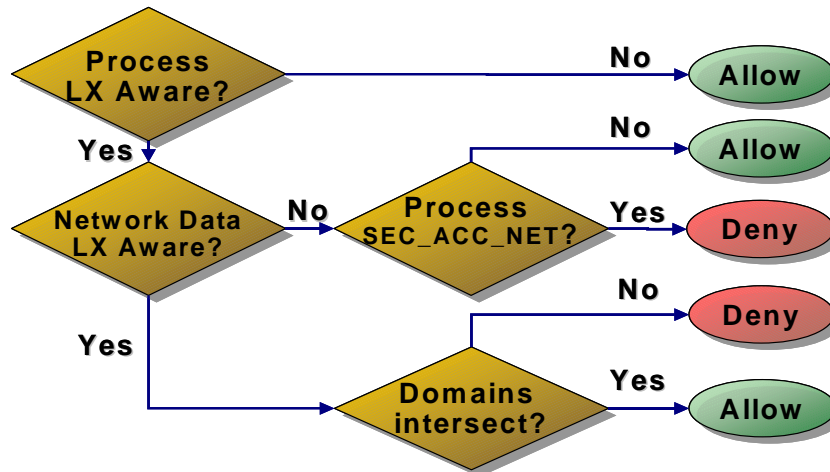 Process
LX Aware?
No
Allow
Yes
No
Allow
Network Data
LX Aware?
No
Process
SEC_ACC_NET?
Yes
Deny
No
Deny
Yes
Domains
intersect?
Yes
Allow